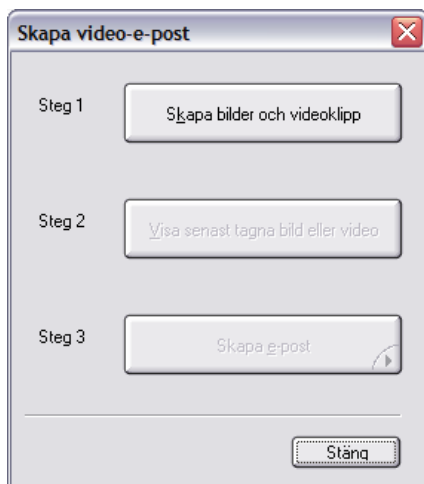 Skapa video-e-post
Steg 1
Skapa bilder och videoklipp
Steg 2
Visa senast tagna bild eller video
Steg 3
Skapa e-post
Stäng